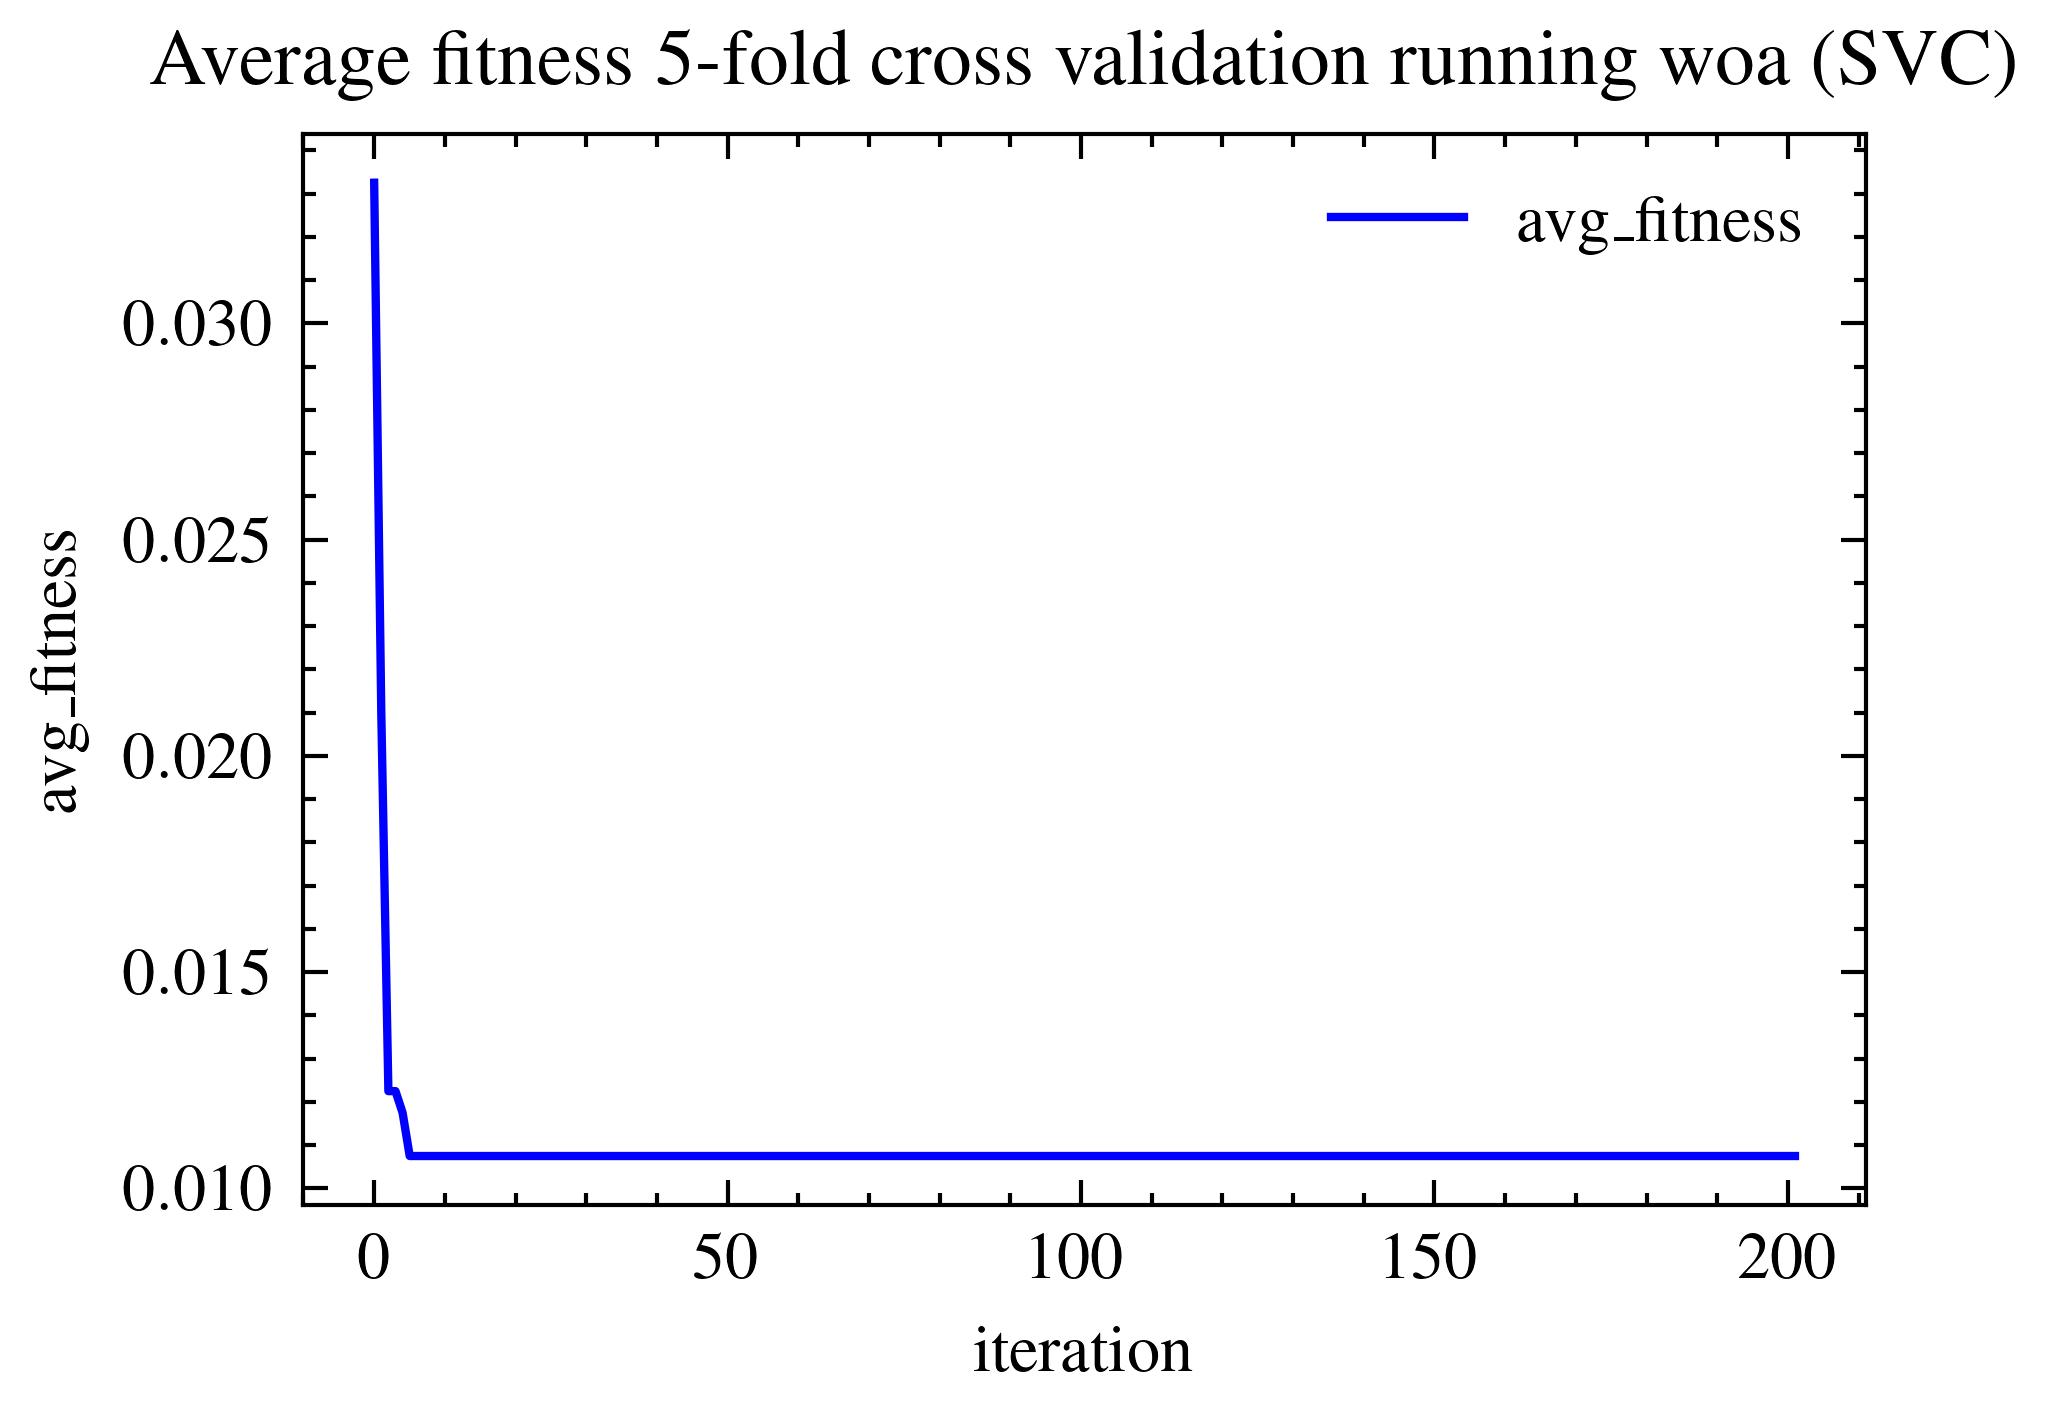 Average fitness 5-fold cross validation running woa (SVC)
avg_fitness
0.030
0.025
0.020
0.015
0.010
avg_fitness
0 50 100 150 200
iteration